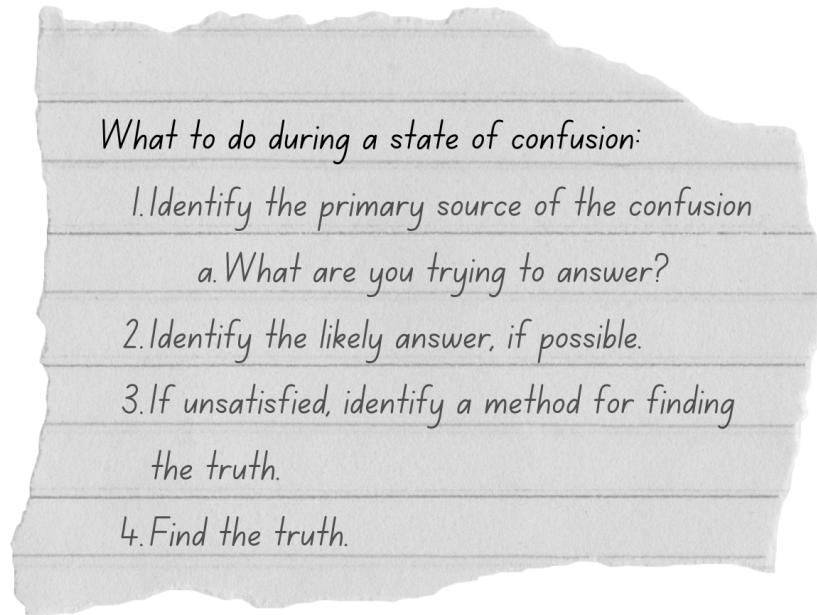 What to do during a state of confusion:
1. Identify the primary source of the confusion
a. What are you trying to answer?
2. Identify the likely answer, if possible.
3. If unsatisfied, identify a method for finding
the truth.
4. Find the truth.